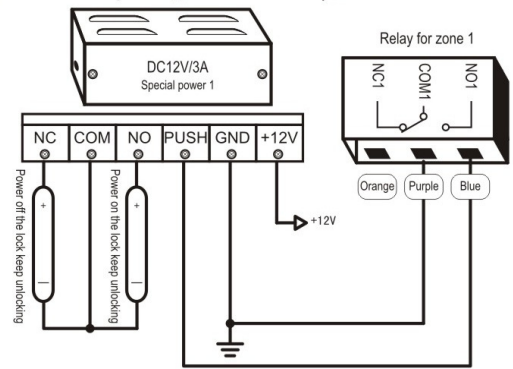 Relay for zone 1
DC12V/3A
Special power 1
NC1
COM1
NO1
NC
COM
NO
PUSH
GND
+12V
Orange
Purple
Blue
Power off the lock keep unlocking
+
—
Power on the lock keep unlocking
+
—
+12V